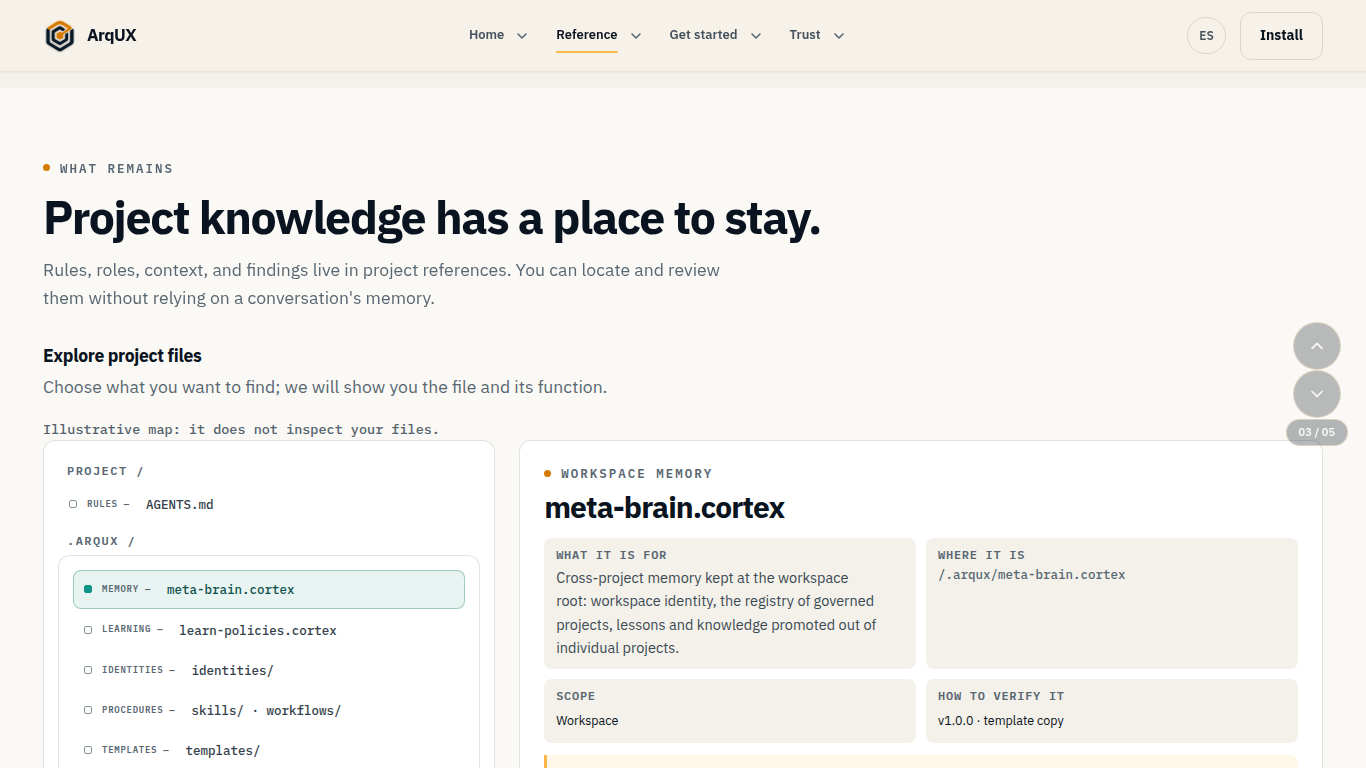 ArqUX
Home
Reference
Get started
Trust
ES
Install
WHAT REMAINS
Project knowledge has a place to stay.
Rules, roles, context, and findings live in project references. You can locate and review
them without relying on a conversation's memory.
Explore project files
Choose what you want to find; we will show you the file and its function.
03 / 05
Illustrative map: it does not inspect your files.
PROJECT /
RULES — AGENTS.md
.ARQUX /
MEMORY — meta-brain.cortex
LEARNING — learn-policies.cortex
IDENTITIES — identities/
PROCEDURES — skills/ · workflows/
TEMPLATES — templates/
WORKSPACE MEMORY
meta-brain.cortex
WHAT IT IS FOR
Cross-project memory kept at the workspace
root: workspace identity, the registry of governed
projects, lessons and knowledge promoted out of
individual projects.
WHERE IT IS
/.arqux/meta-brain.cortex
SCOPE
Workspace
HOW TO VERIFY IT
v1.0.0 · template copy